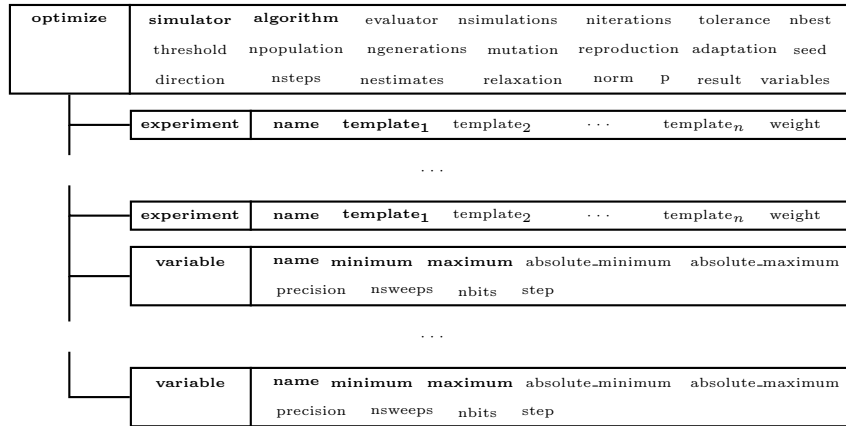 optimize simulator algorithm evaluator nsimulations niterations tolerance nbest
threshold npopulation ngenerations mutation reproduction adaptation seed
direction nsteps nestimates relaxation norm p result variables
experiment name template₁ template₂ ··· templateₙ weight
...
experiment name template₁ template₂ ··· templateₙ weight
variable name minimum maximum absolute_minimum absolute_maximum
precision nsweeps nbits step
...
variable name minimum maximum absolute_minimum absolute_maximum
precision nsweeps nbits step